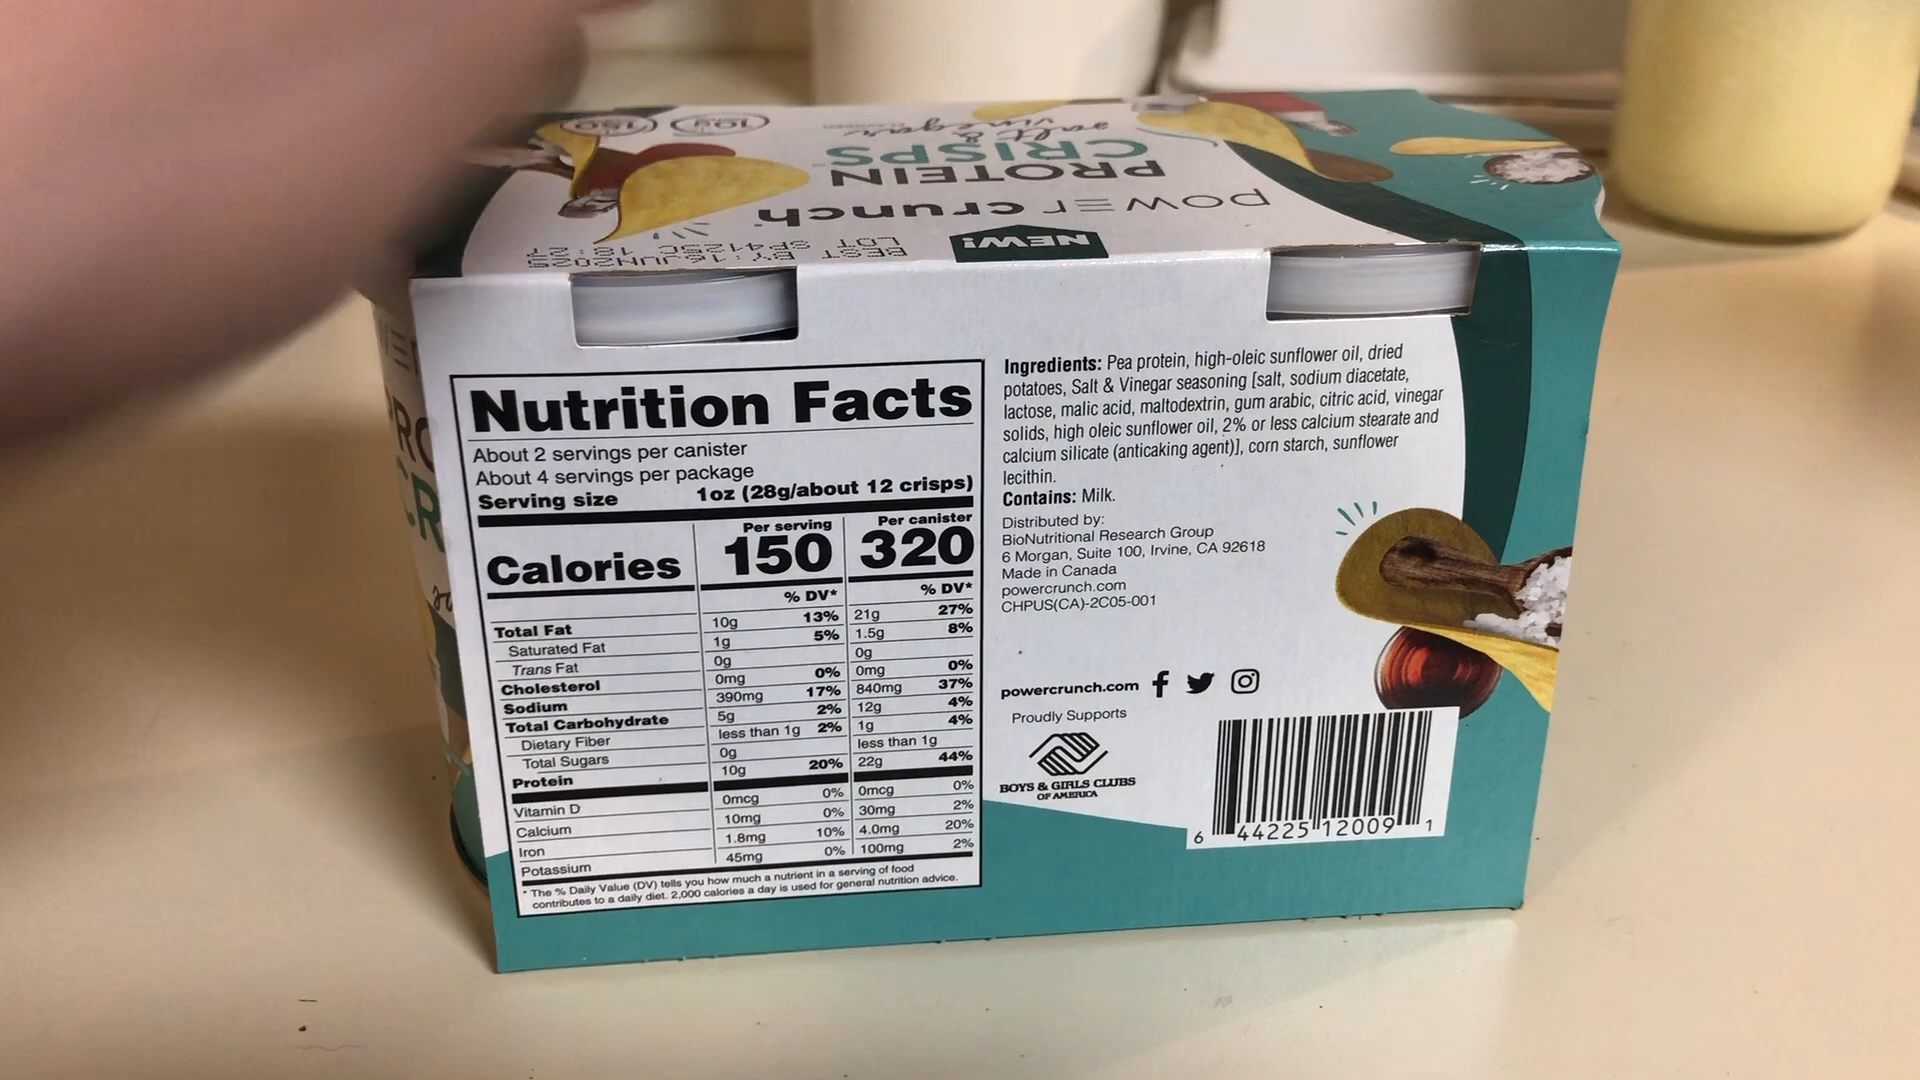 10g
150
salt &
vinegar
FLAVORED
PROTEIN
CRISPS
power crunch
NEW!
BEST BY:16 JUN20
LOT SP4125C
Nutrition Facts
About 2 servings per canister
About 4 servings per package
Serving size 1oz (28g/about 12 crisps)
Per serving Per canister
Calories 150 320
% DV* % DV*
Total Fat 10g 13% 21g 27%
Saturated Fat 1g 5% 1.5g 8%
Trans Fat 0g 0g
Cholesterol 0mg 0% 0mg 0%
Sodium 390mg 17% 840mg 37%
Total Carbohydrate 5g 2% 12g 4%
Dietary Fiber less than 1g 2% 1g 4%
Total Sugars 0g less than 1g
Protein 10g 20% 22g 44%
Vitamin D 0mcg 0% 0mcg 0%
Calcium 10mg 0% 30mg 2%
Iron 1.8mg 10% 4.0mg 20%
Potassium 45mg 0% 100mg 2%
* The % Daily Value (DV) tells you how much a nutrient in a serving of food
contributes to a daily diet. 2,000 calories a day is used for general nutrition advice.
Ingredients: Pea protein, high-oleic sunflower oil, dried
potatoes, Salt & Vinegar seasoning [salt, sodium diacetate,
lactose, malic acid, maltodextrin, gum arabic, citric acid, vinegar
solids, high oleic sunflower oil, 2% or less calcium stearate and
calcium silicate (anticaking agent)], corn starch, sunflower
lecithin.
Contains: Milk.
Distributed by:
BioNutritional Research Group
6 Morgan, Suite 100, Irvine, CA 92618
Made in Canada
powercrunch.com
CHPUS(CA)-2C05-001
powercrunch.com
Proudly Supports
BOYS & GIRLS CLUBS
OF AMERICA
6 44225 12009 1